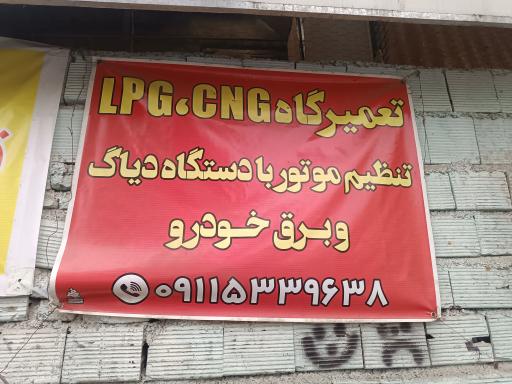 تعمیرگاه LPG،CNG
تنظیم موتور با دستگاه دیاگ
و برق خودرو
۰۹۱۱۵۳۳۹۶۳۸